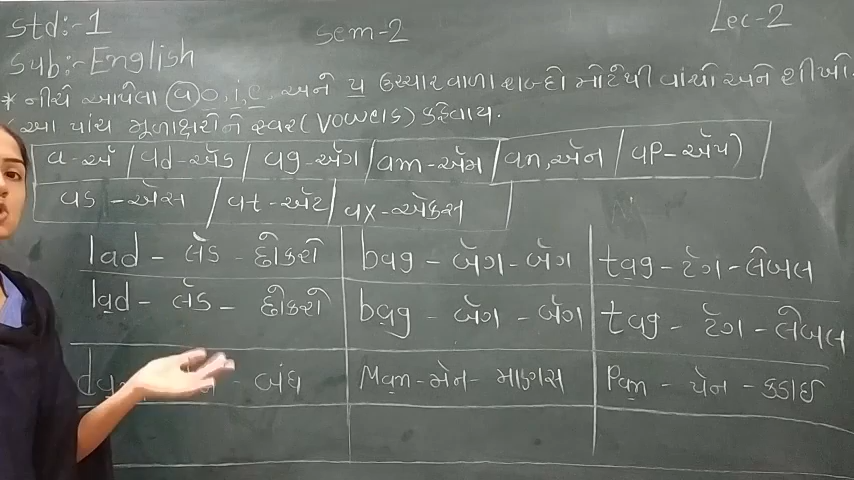 Std:- 1 Sem-2 Lec-2
Sub:- English
* નીચે આપેલા a, o, i, e, અને u ઉચ્ચારવાળા શબ્દો મોટેથી વાંચો અને શીખો.
આ પાંચ મૂળાક્ષરોને સ્વર (vowels) કહેવાય.
a-ઍ / ad-ઍડ / ag-ઍગ / am-ઍમ / an, ઍન / ap-ઍપ)
as -ઍસ / at-ઍટ / ax-ઍક્સ
lad - લૅડ - છોકરો bag - બૅગ - બૅગ tag - ટૅગ - લેબલ
lad - લૅડ - છોકરો bag - બૅગ - બૅગ tag - ટૅગ - લેબલ
- બંધ Man - મેન - માણસ Pan - પેન - કડાઈ